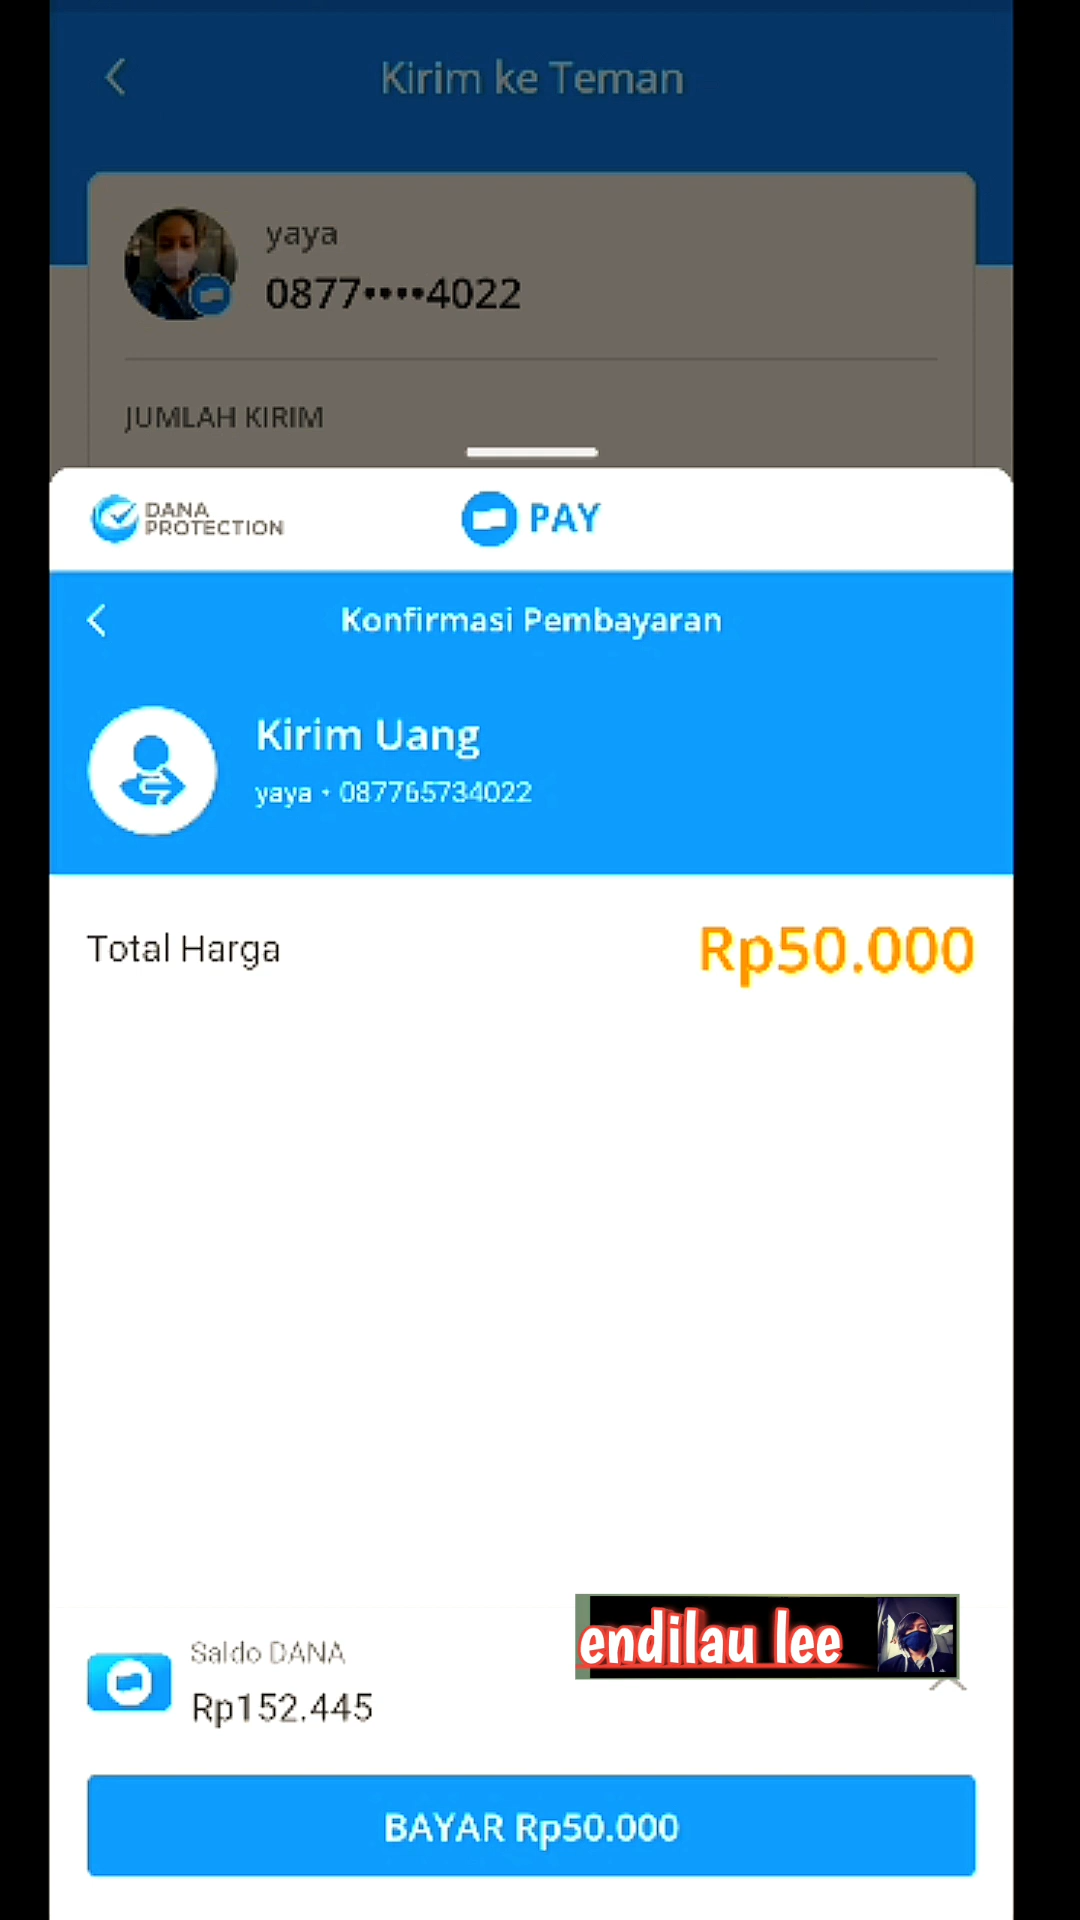 Kirim ke Teman
yaya
0877••••4022
JUMLAH KIRIM
DANA
PROTECTION
PAY
Konfirmasi Pembayaran
Kirim Uang
yaya • 087765734022
Total Harga
Rp50.000
endilau lee
Saldo DANA
Rp152.445
BAYAR Rp50.000